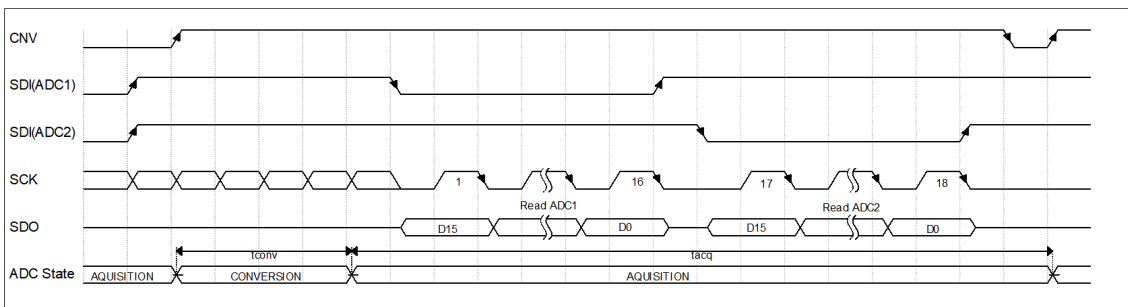 CNV
SDI(ADC1)
SDI(ADC2)
SCK
1
16
17
18
Read ADC1
Read ADC2
SDO
D15
D0
D15
D0
tconv
tacq
ADC State
AQUISITION
CONVERSION
AQUISITION